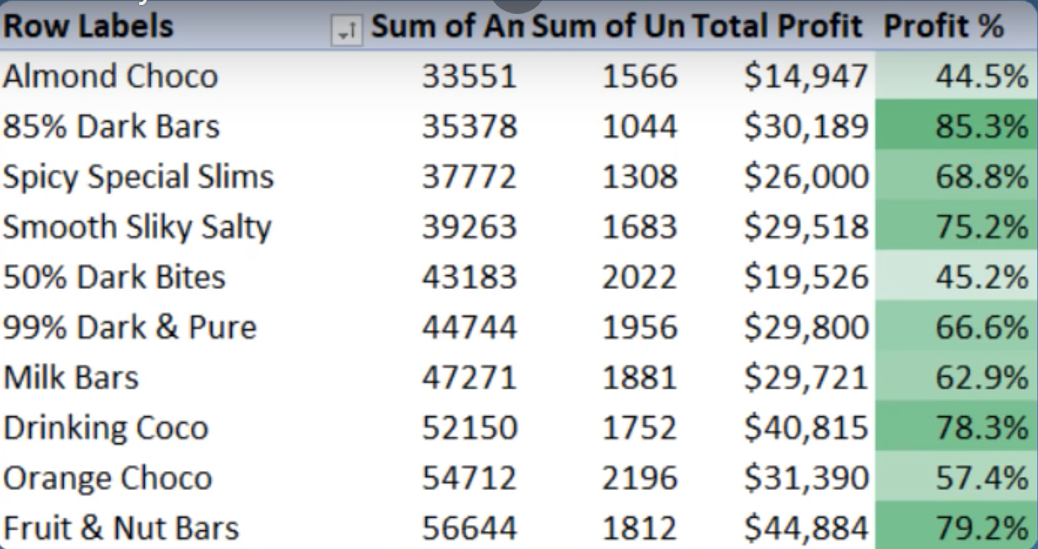 Row Labels Sum of An Sum of Un Total Profit Profit %
Almond Choco 33551 1566 $14,947 44.5%
85% Dark Bars 35378 1044 $30,189 85.3%
Spicy Special Slims 37772 1308 $26,000 68.8%
Smooth Sliky Salty 39263 1683 $29,518 75.2%
50% Dark Bites 43183 2022 $19,526 45.2%
99% Dark & Pure 44744 1956 $29,800 66.6%
Milk Bars 47271 1881 $29,721 62.9%
Drinking Coco 52150 1752 $40,815 78.3%
Orange Choco 54712 2196 $31,390 57.4%
Fruit & Nut Bars 56644 1812 $44,884 79.2%